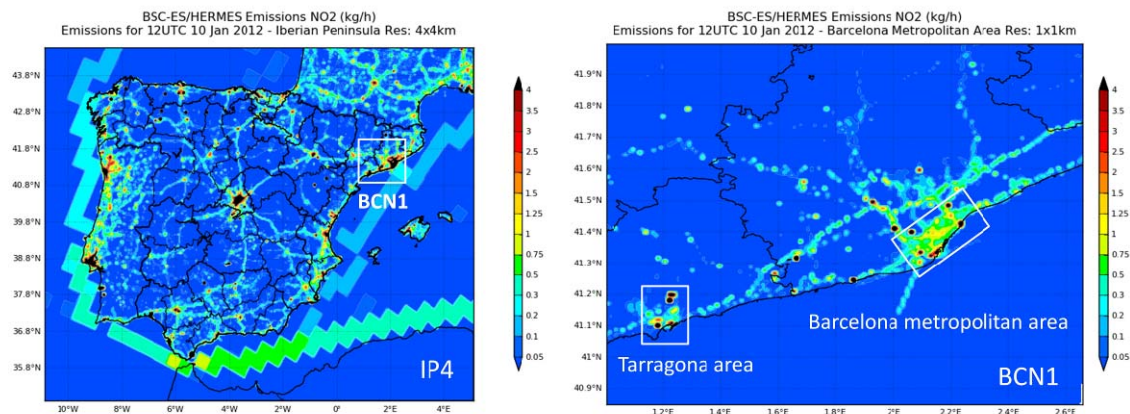 BSC-ES/HERMES Emissions NO2 (kg/h)
Emissions for 12UTC 10 Jan 2012 - Iberian Peninsula Res: 4x4km
43.8°N
42.8°N
41.8°N
40.8°N
39.8°N
38.8°N
37.8°N
36.8°N
35.8°N
10°W
8°W
6°W
4°W
2°W
0°
2°E
4°E
BCN1
IP4
4
3.5
3
2.5
2
1.5
1.25
1
0.75
0.5
0.3
0.2
0.1
0.05
BSC-ES/HERMES Emissions NO2 (kg/h)
Emissions for 12UTC 10 Jan 2012 - Barcelona Metropolitan Area Res: 1x1km
41.9°N
41.8°N
41.7°N
41.6°N
41.5°N
41.4°N
41.3°N
41.2°N
41.1°N
41°N
40.9°N
1.2°E
1.4°E
1.6°E
1.8°E
2°E
2.2°E
2.4°E
2.6°E
Barcelona metropolitan area
Tarragona area
BCN1
4
3.5
3
2.5
2
1.5
1.25
1
0.75
0.5
0.3
0.2
0.1
0.05